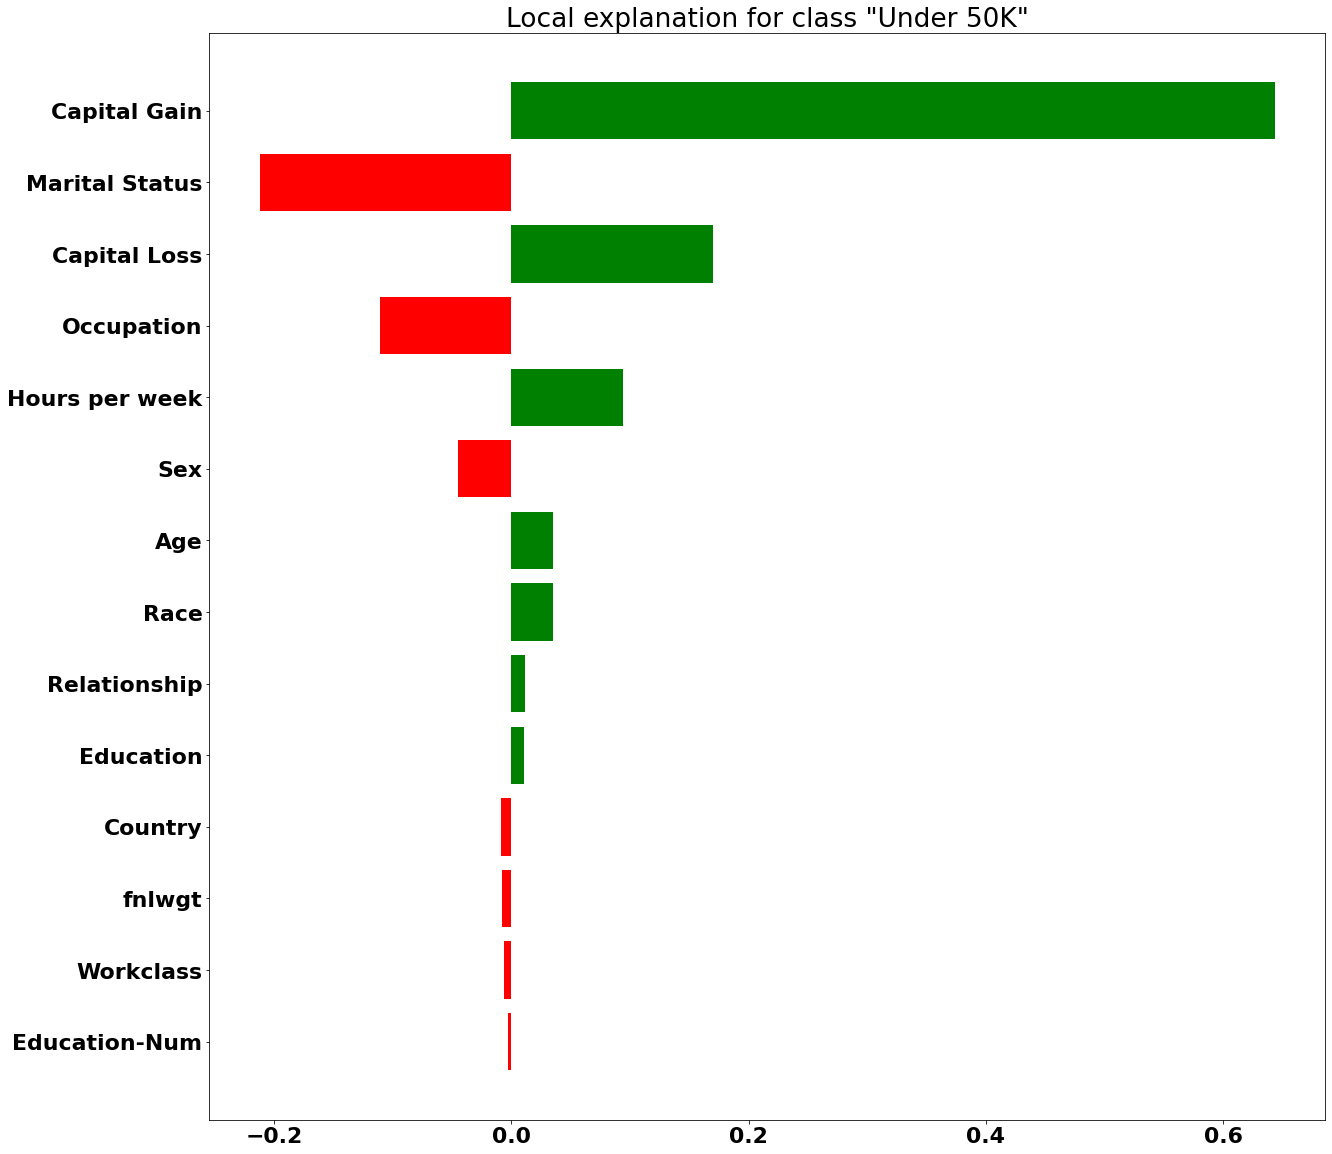 Local explanation for class "Under 50K"
Capital Gain
Marital Status
Capital Loss
Occupation
Hours per week
Sex
Age
Race
Relationship
Education
Country
fnlwgt
Workclass
Education-Num
−0.2 0.0 0.2 0.4 0.6